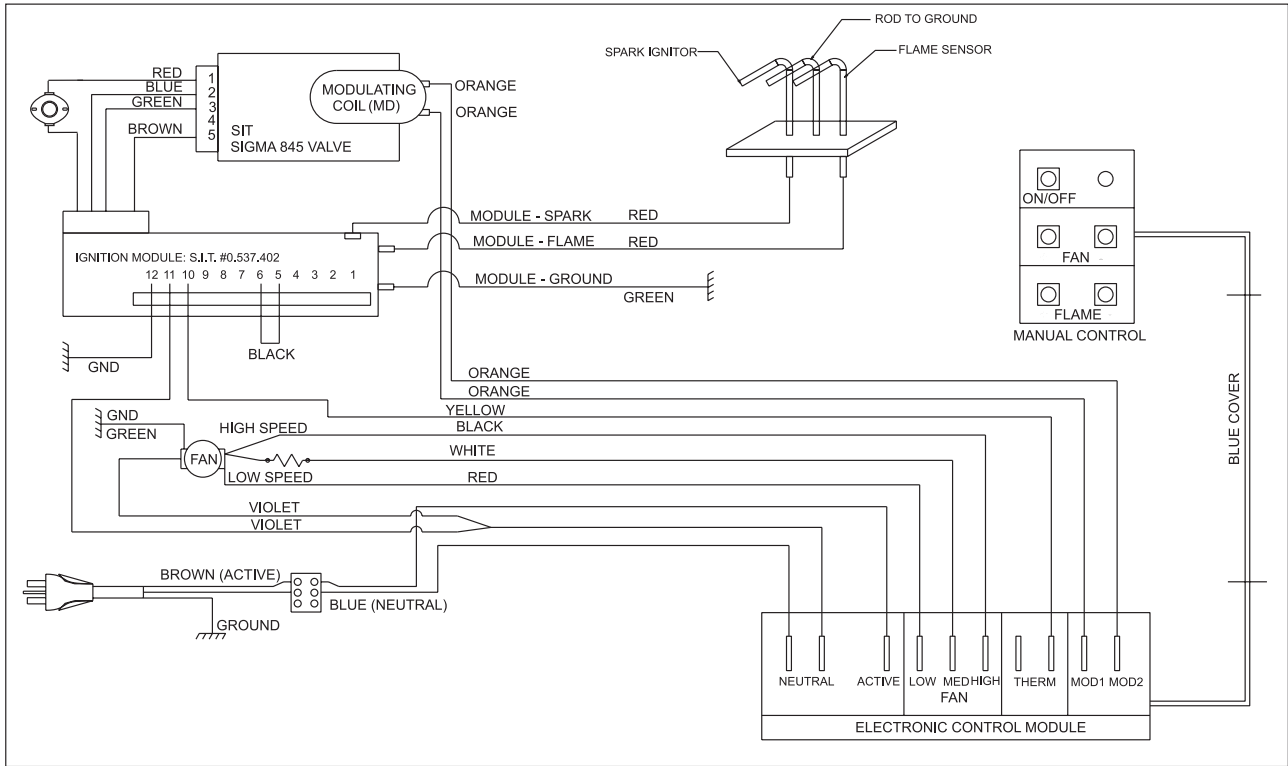 ROD TO GROUND
SPARK IGNITOR
FLAME SENSOR
RED
BLUE
GREEN
BROWN
1
2
3
4
5
SIT
SIGMA 845 VALVE
MODULATING
COIL (MD)
ORANGE
ORANGE
ON/OFF
FAN
FLAME
MANUAL CONTROL
MODULE - SPARK RED
MODULE - FLAME RED
MODULE - GROUND
GREEN
IGNITION MODULE: S.I.T. #0.537.402
12 11 10 9 8 7 6 5 4 3 2 1
BLACK
GND
ORANGE
ORANGE
YELLOW
BLACK
WHITE
RED
GND
GREEN
HIGH SPEED
FAN
LOW SPEED
VIOLET
VIOLET
BLUE COVER
BROWN (ACTIVE)
BLUE (NEUTRAL)
GROUND
NEUTRAL ACTIVE LOW MED HIGH THERM MOD1 MOD2
FAN
ELECTRONIC CONTROL MODULE